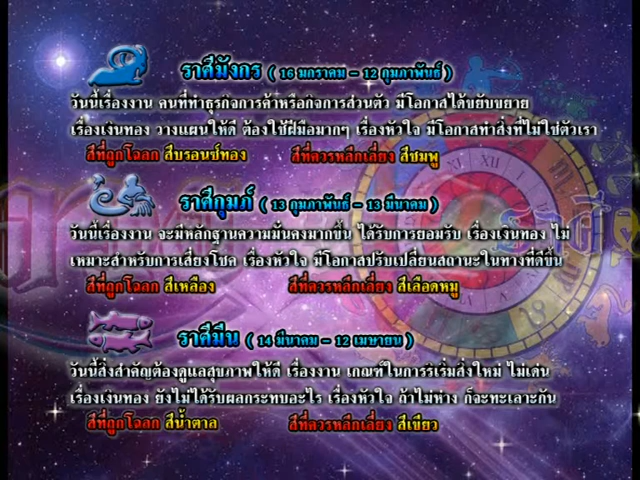 ราศีมังกร ( 16 มกราคม – 12 กุมภาพันธ์ )
วันนี้เรื่องงาน คนที่ทำธุรกิจการค้าหรือกิจการส่วนตัว มีโอกาสได้ขยับขยาย
เรื่องเงินทอง วางแผนให้ดี ต้องใช้ฝีมือมากๆ เรื่องหัวใจ มีโอกาสทำสิ่งที่ไม่ใช่ตัวเรา
สีที่ถูกโฉลก สีบรอนซ์ทอง สีที่ควรหลีกเลี่ยง สีชมพู
ราศีกุมภ์ ( 13 กุมภาพันธ์ – 13 มีนาคม )
วันนี้เรื่องงาน จะมีหลักฐานความมั่นคงมากขึ้น ได้รับการยอมรับ เรื่องเงินทอง ไม่
เหมาะสำหรับการเสี่ยงโชค เรื่องหัวใจ มีโอกาสปรับเปลี่ยนสถานะในทางที่ดีขึ้น
สีที่ถูกโฉลก สีเหลือง สีที่ควรหลีกเลี่ยง สีเลือดหมู
ราศีมีน ( 14 มีนาคม – 12 เมษายน )
วันนี้สิ่งสำคัญต้องดูแลสุขภาพให้ดี เรื่องงาน เกณฑ์ในการริเริ่มสิ่งใหม่ ไม่เด่น
เรื่องเงินทอง ยังไม่ได้รับผลกระทบอะไร เรื่องหัวใจ ถ้าไม่ห่าง ก็จะทะเลาะกัน
สีที่ถูกโฉลก สีน้ำตาล สีที่ควรหลีกเลี่ยง สีเขียว